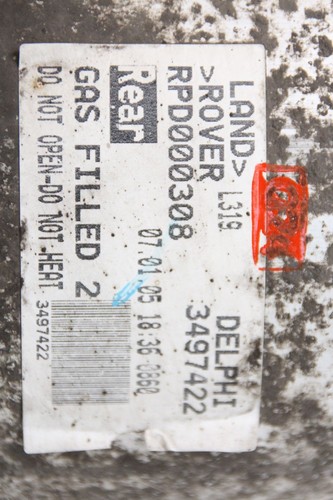 LAND> L319 DELPHI
>ROVER 3497422
RPD000308
Rear 07-01-05 18:36 0060
GAS FILLED 2
DO NOT OPEN-DO NOT HEAT 3497422